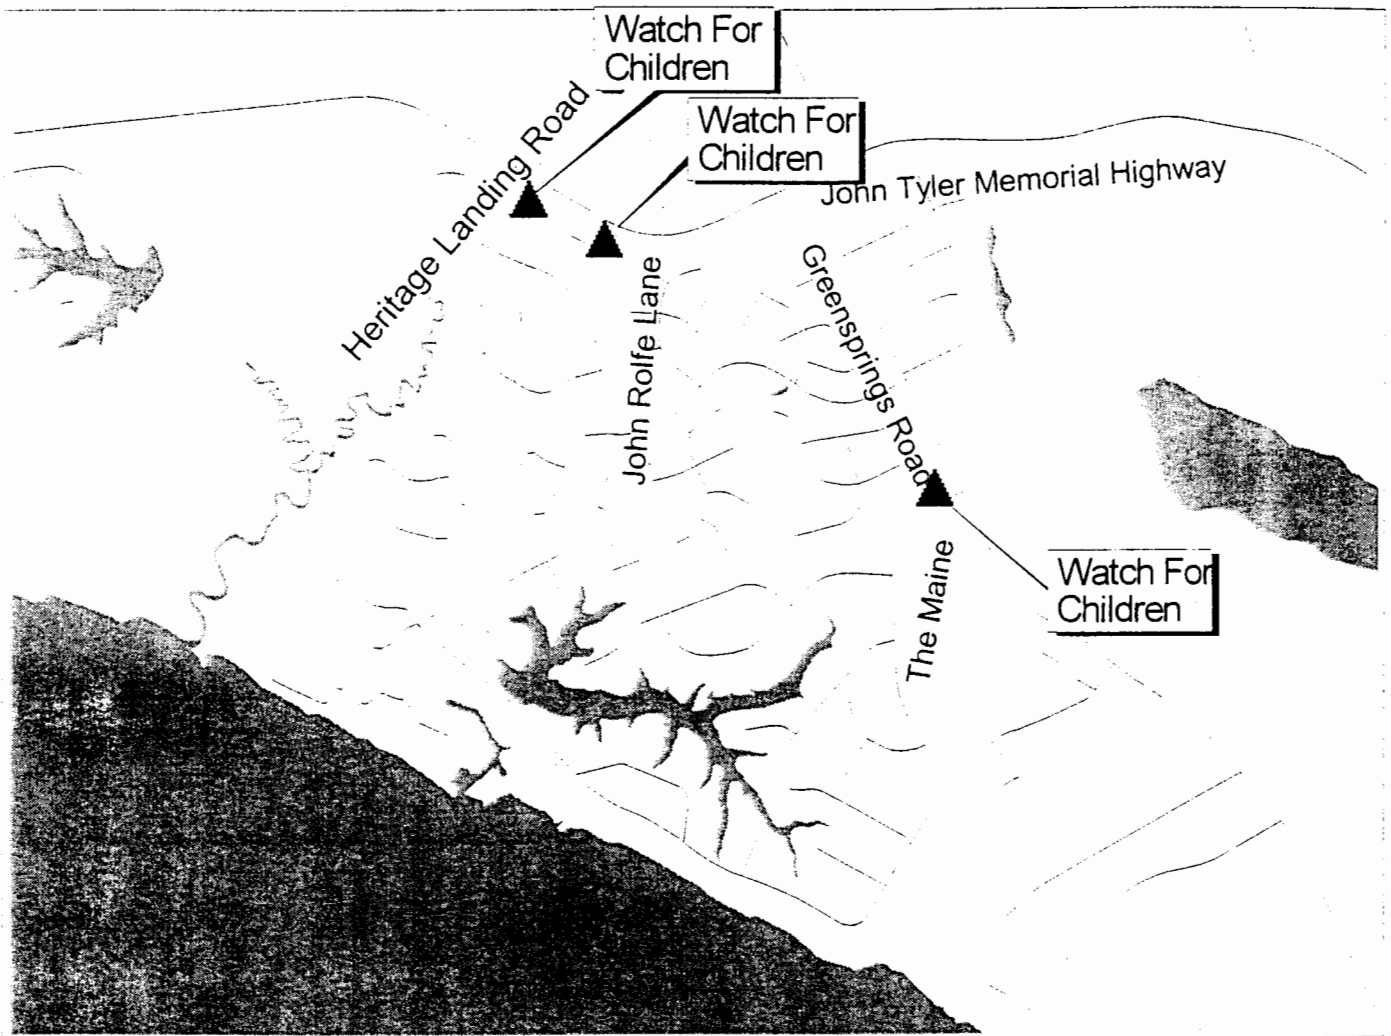 Watch For
Children
Watch For
Children
Heritage Landing Road
John Tyler Memorial Highway
John Rolfe Lane
Greensprings Road
Watch For
Children
The Maine